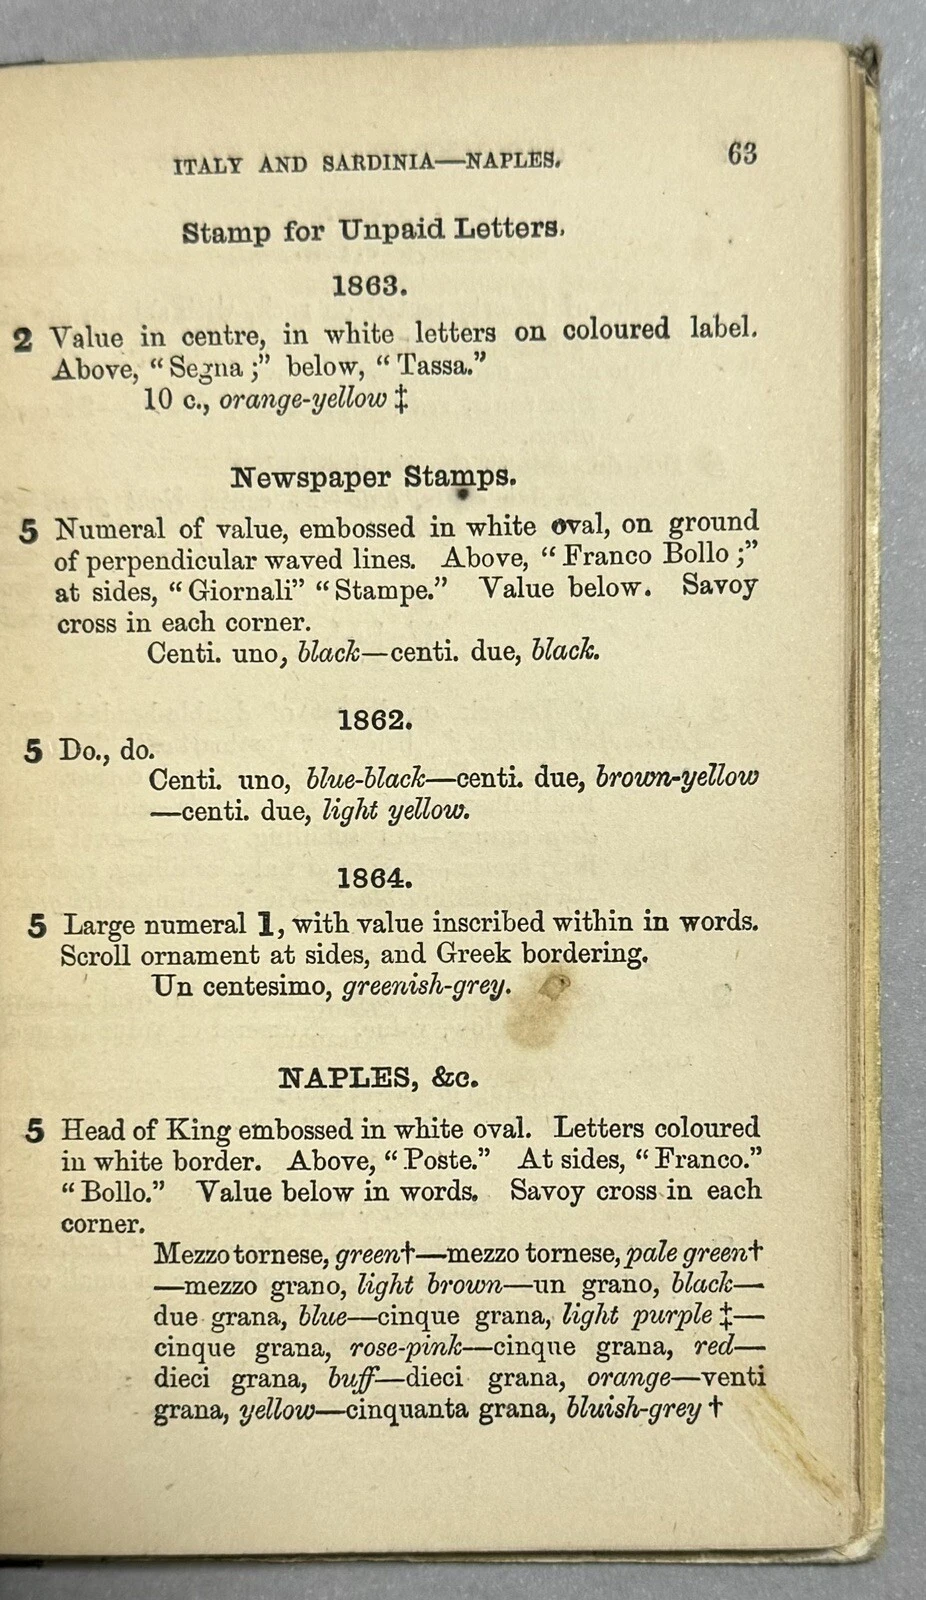 ITALY AND SARDINIA—NAPLES. 63
Stamp for Unpaid Letters.
1863.
2 Value in centre, in white letters on coloured label.
Above, “Segna;” below, “Tassa.”
10 c., orange-yellow ‡
Newspaper Stamps.
5 Numeral of value, embossed in white oval, on ground
of perpendicular waved lines. Above, “Franco Bollo;”
at sides, “Giornali” “Stampe.” Value below. Savoy
cross in each corner.
Centi. uno, black—centi. due, black.
1862.
5 Do., do.
Centi. uno, blue-black—centi. due, brown-yellow
—centi. due, light yellow.
1864.
5 Large numeral 1, with value inscribed within in words.
Scroll ornament at sides, and Greek bordering.
Un centesimo, greenish-grey.
NAPLES, &c.
5 Head of King embossed in white oval. Letters coloured
in white border. Above, “Poste.” At sides, “Franco.”
“Bollo.” Value below in words. Savoy cross in each
corner.
Mezzo tornese, green†—mezzo tornese, pale green†
—mezzo grano, light brown—un grano, black—
due grana, blue—cinque grana, light purple ‡—
cinque grana, rose-pink—cinque grana, red—
dieci grana, buff—dieci grana, orange—venti
grana, yellow—cinquanta grana, bluish-grey †